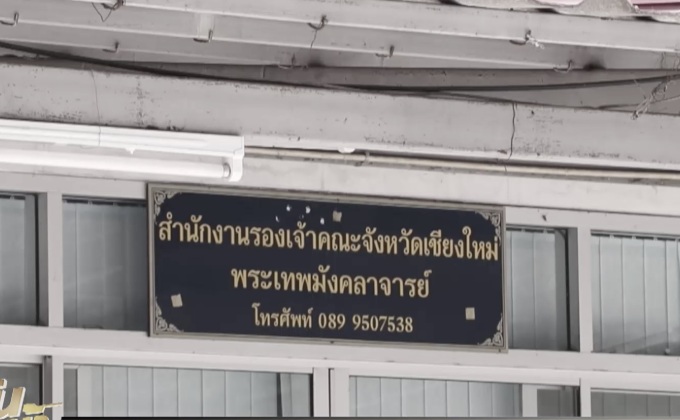 สำนักงานรองเจ้าคณะจังหวัดเชียงใหม่
พระเทพมังคลาจารย์
โทรศัพท์ 089 9507538